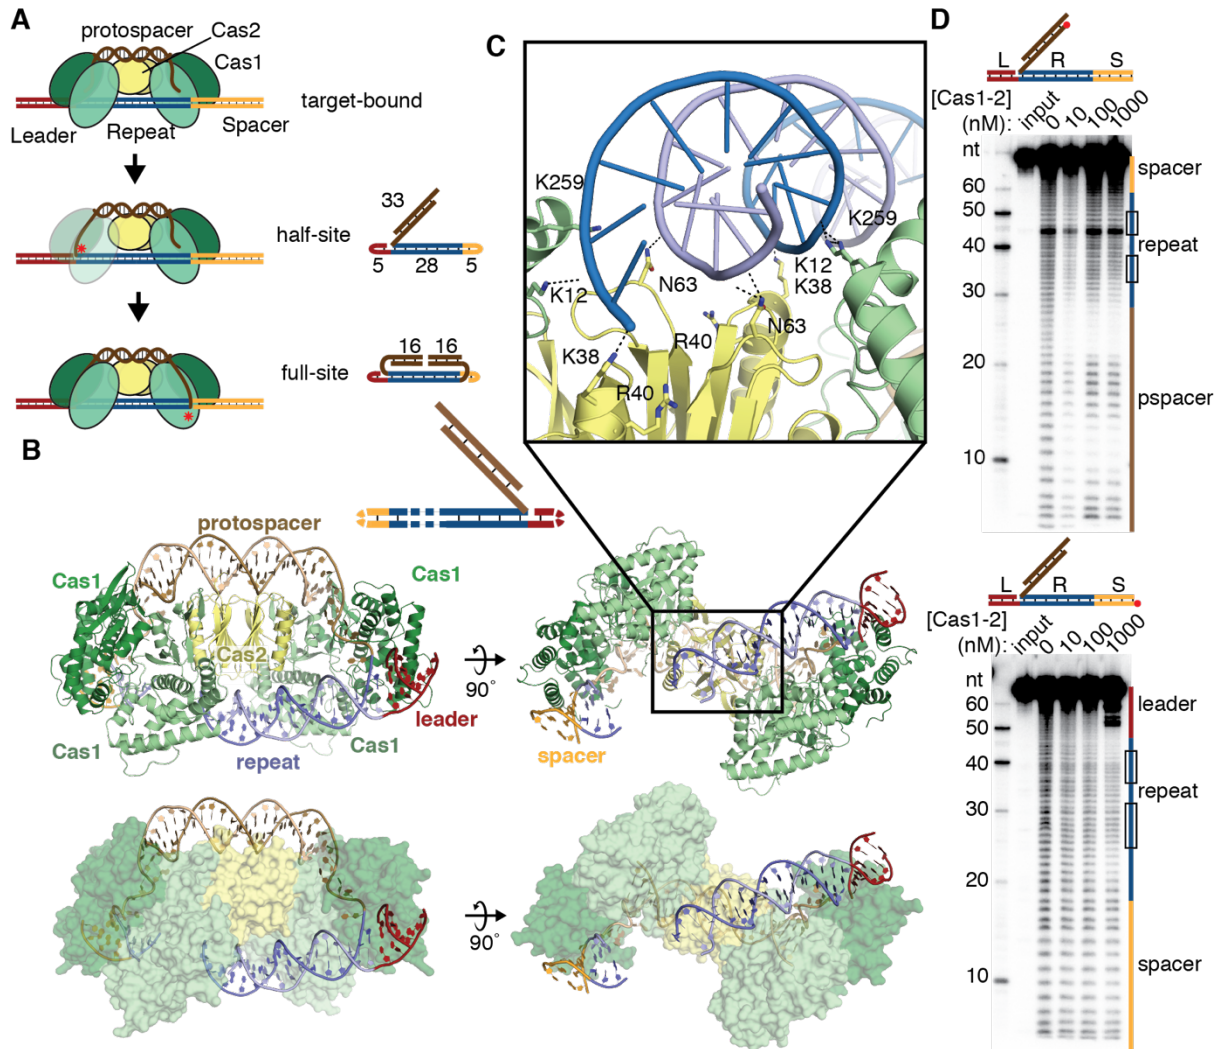 A
protospacer
Cas2
Cas1
target-bound
Leader
Repeat
Spacer
33
half-site
5
28
5
16 16
full-site
B
protospacer
Cas1
Cas1
Cas2
Cas1
Cas1
repeat
leader
90°
spacer
90°
C
K259
K259
K12
N63
K12
K38
N63
K38
R40
R40
D
L R S
[Cas1-2]
(nM):
input
0
10
100
1000
nt
60
50
40
30
20
10
spacer
repeat
pspacer
L R S
[Cas1-2]
(nM):
input
0
10
100
1000
nt
60
50
40
30
20
10
leader
repeat
spacer